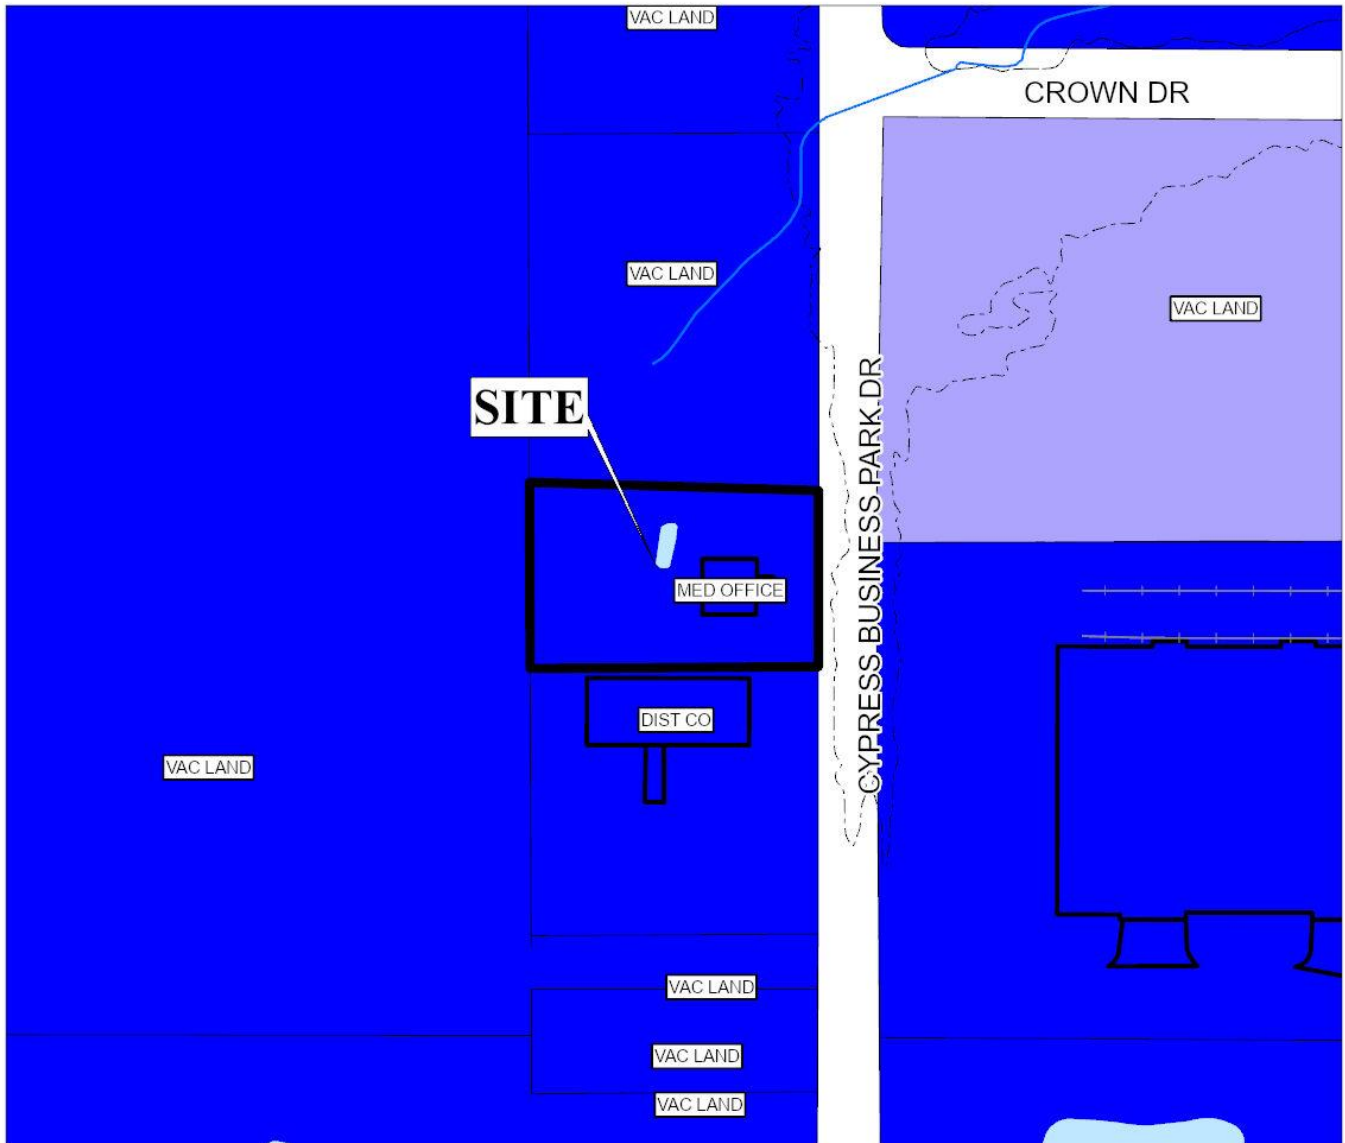 VAC LAND
CROWN DR
VAC LAND
VAC LAND
SITE
CYPRESS BUSINESS PARK DR
MED OFFICE
DIST CO
VAC LAND
VAC LAND
VAC LAND
VAC LAND